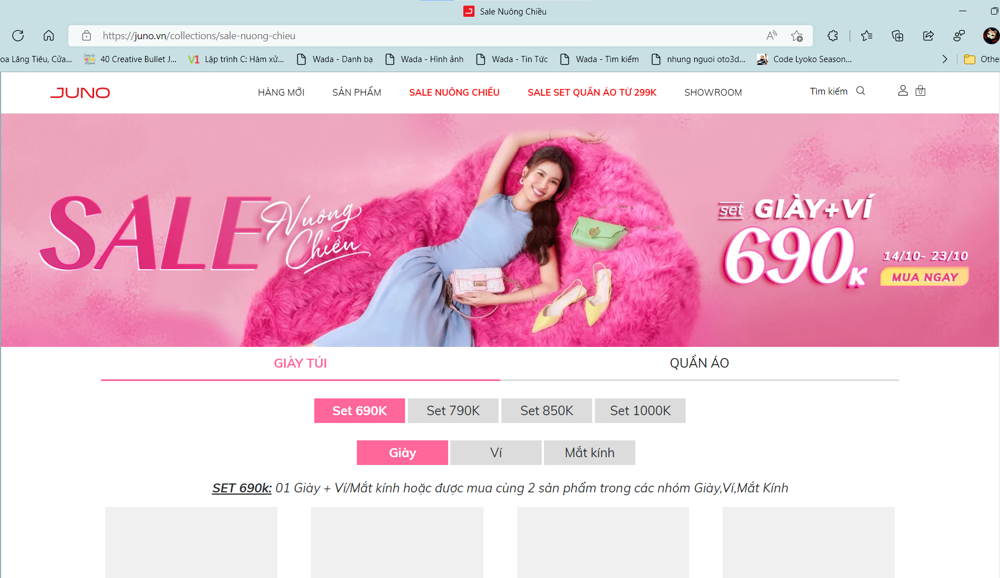 Sale Nuông Chiều
https://juno.vn/collections/sale-nuong-chieu
oa Lăng Tiêu, Cửa...
40 Creative Bullet J...
Lập trình C: Hàm xử...
Wada - Danh bạ
Wada - Hình ảnh
Wada - Tin Tức
Wada - Tìm kiếm
nhung nguoi oto3d...
Code Lyoko Season...
Othe
JUNO
HÀNG MỚI
SẢN PHẨM
SALE NUÔNG CHIỀU
SALE SET QUẦN ÁO TỪ 299K
SHOWROOM
Tìm kiếm
0
SALE Nuông Chiều
set GIÀY+VÍ
690K
14/10- 23/10
MUA NGAY
GIÀY TÚI
QUẦN ÁO
Set 690K
Set 790K
Set 850K
Set 1000K
Giày
Ví
Mắt kính
SET 690k: 01 Giày + Ví/Mắt kính hoặc được mua cùng 2 sản phẩm trong các nhóm Giày,Ví,Mắt Kính